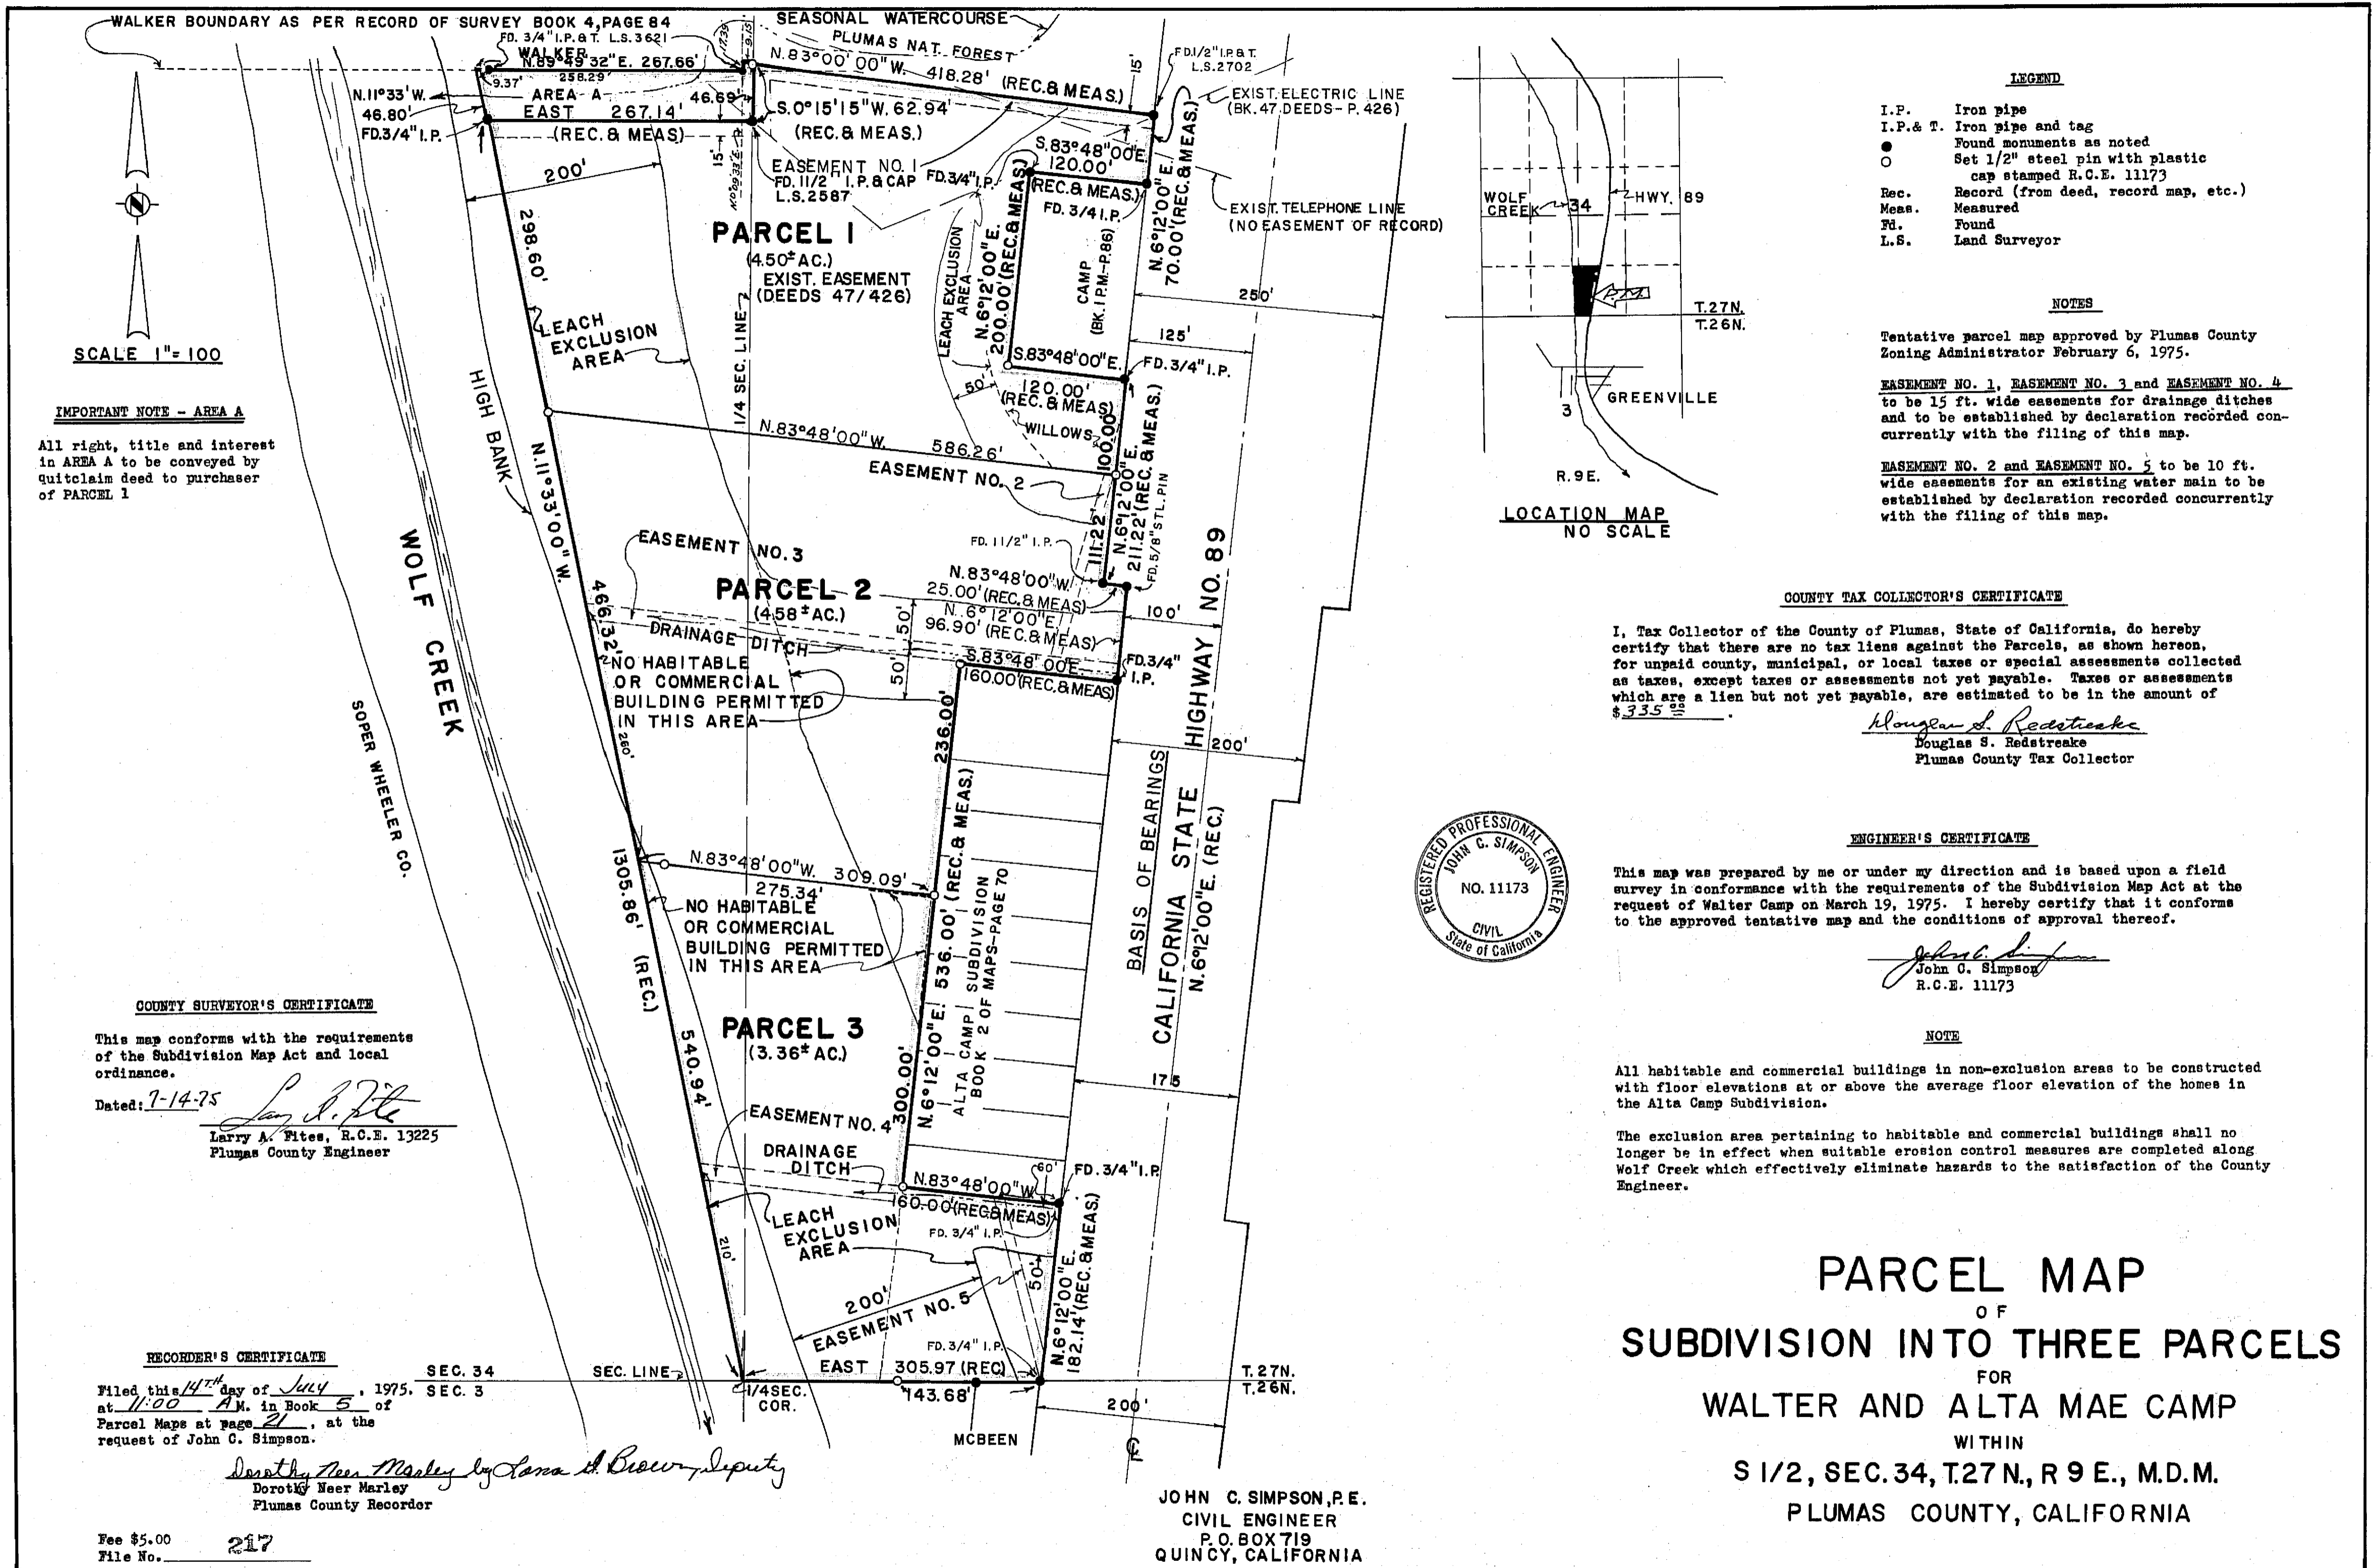 WALKER BOUNDARY AS PER RECORD OF SURVEY BOOK 4, PAGE 84
FD. 3/4" I.P. & T. L.S. 3621
WALKER
N.89°49'32"E. 267.66'
258.29'
9.37'
AREA - A
N.11°33'W.
46.80'
FD.3/4" I.P.
EAST 267.14'
(REC. & MEAS)
46.69'
17.39
9.15'
15'
SEASONAL WATERCOURSE
PLUMAS NAT. FOREST
N.83°00'00"W. 418.28' (REC. & MEAS.)
15'
FD.1/2" I.P. & T.
L.S. 2702
EXIST. ELECTRIC LINE
(BK. 47 DEEDS - P. 426)
S.0°15'15"W. 62.94'
(REC. & MEAS.)
EASEMENT NO. 1
FD. 1 1/2" I.P. & CAP
L.S. 2587
FD.3/4" I.P.
S.83°48'00"E.
120.00'
(REC. & MEAS.)
FD. 3/4 I.P.
N.6°12'00"E.
70.00' (REC. & MEAS.)
EXIST. TELEPHONE LINE
(NO EASEMENT OF RECORD)
200'
298.60'
PARCEL 1
(4.50± AC.)
EXIST. EASEMENT
(DEEDS 47/426)
1/4 SEC. LINE
LEACH EXCLUSION
AREA
N.6°12'00"E.
200.00' (REC. & MEAS)
CAMP
(BK. 1 P.M.-P.86)
250'
125'
S.83°48'00"E.
FD. 3/4" I.P.
120.00'
(REC. & MEAS)
50'
WILLOWS
100.00'
LEACH
EXCLUSION
AREA
SCALE 1" = 100
HIGH BANK
N.83°48'00"W. 586.26'
EASEMENT NO. 2
N.6°12'00"E.
211.22' (REC. & MEAS.)
111.22'
FD. 5/8" STL. PIN
FD. 1 1/2" I.P.
IMPORTANT NOTE - AREA A
All right, title and interest
in AREA A to be conveyed by
quitclaim deed to purchaser
of PARCEL 1
N.11°33'00"W.
WOLF CREEK
SOPER WHEELER CO.
EASEMENT NO. 3
466.32'
PARCEL 2
(4.58± AC.)
DRAINAGE DITCH
50'
50'
N.83°48'00"W.
25.00' (REC. & MEAS)
N. 6°12'00"E.
96.90' (REC. & MEAS)
100'
S.83°48'00"E.
160.00' (REC. & MEAS)
FD.3/4"
I.P.
NO HABITABLE
OR COMMERCIAL
BUILDING PERMITTED
IN THIS AREA
260'
236.00'
200'
BASIS OF BEARINGS
CALIFORNIA STATE HIGHWAY NO. 89
N.6°12'00"E. (REC.)
N.83°48'00"W. 309.09'
275.34'
NO HABITABLE
OR COMMERCIAL
BUILDING PERMITTED
IN THIS AREA
1305.86' (REC.)
N.6°12'00"E. 536.00' (REC. & MEAS.)
ALTA CAMP SUBDIVISION
BOOK 2 OF MAPS-PAGE 70
PARCEL 3
(3.36± AC.)
540.94'
300.00'
175
EASEMENT NO. 4
DRAINAGE
DITCH
N.83°48'00"W.
60'
FD. 3/4" I.P.
160.00' (REC & MEAS)
FD. 3/4" I.P.
LEACH
EXCLUSION
AREA
210'
200'
EASEMENT NO. 5
50'
N.6°12'00"E.
182.14' (REC. & MEAS.)
FD. 3/4" I.P.
SEC. 34
SEC. 3
SEC. LINE
1/4 SEC.
COR.
EAST 305.97 (REC)
143.68'
T.27N.
T.26N.
200'
MCBEEN
COUNTY SURVEYOR'S CERTIFICATE
This map conforms with the requirements
of the Subdivision Map Act and local
ordinance.
Dated: 7-14-75
Larry A. Fites, R.C.E. 13225
Plumas County Engineer
RECORDER'S CERTIFICATE
Filed this 14TH day of July, 1975.
at 11:00 A M. in Book 5 of
Parcel Maps at page 21, at the
request of John C. Simpson.
Dorothy Neer Marley by Lana G. Brown, Deputy
Dorothy Neer Marley
Plumas County Recorder
Fee $5.00
File No. 217
JOHN C. SIMPSON, P.E.
CIVIL ENGINEER
P.O. BOX 719
QUINCY, CALIFORNIA
WOLF
CREEK
34
HWY. 89
P.M.
T.27N.
T.26N.
GREENVILLE
3
R.9E.
LOCATION MAP
NO SCALE
LEGEND
I.P. Iron pipe
I.P.& T. Iron pipe and tag
● Found monuments as noted
○ Set 1/2" steel pin with plastic
cap stamped R.C.E. 11173
Rec. Record (from deed, record map, etc.)
Meas. Measured
Fd. Found
L.S. Land Surveyor
NOTES
Tentative parcel map approved by Plumas County
Zoning Administrator February 6, 1975.
EASEMENT NO. 1, EASEMENT NO. 3 and EASEMENT NO. 4
to be 15 ft. wide easements for drainage ditches
and to be established by declaration recorded con-
currently with the filing of this map.
EASEMENT NO. 2 and EASEMENT NO. 5 to be 10 ft.
wide easements for an existing water main to be
established by declaration recorded concurrently
with the filing of this map.
COUNTY TAX COLLECTOR'S CERTIFICATE
I, Tax Collector of the County of Plumas, State of California, do hereby
certify that there are no tax liens against the Parcels, as shown hereon,
for unpaid county, municipal, or local taxes or special assessments collected
as taxes, except taxes or assessments not yet payable. Taxes or assessments
which are a lien but not yet payable, are estimated to be in the amount of
$ 335 00.
Douglas S. Redstreake
Douglas S. Redstreake
Plumas County Tax Collector
REGISTERED PROFESSIONAL ENGINEER
JOHN C. SIMPSON
NO. 11173
CIVIL
State of California
ENGINEER'S CERTIFICATE
This map was prepared by me or under my direction and is based upon a field
survey in conformance with the requirements of the Subdivision Map Act at the
request of Walter Camp on March 19, 1975. I hereby certify that it conforms
to the approved tentative map and the conditions of approval thereof.
John C. Simpson
John C. Simpson
R.C.E. 11173
NOTE
All habitable and commercial buildings in non-exclusion areas to be constructed
with floor elevations at or above the average floor elevation of the homes in
the Alta Camp Subdivision.
The exclusion area pertaining to habitable and commercial buildings shall no
longer be in effect when suitable erosion control measures are completed along
Wolf Creek which effectively eliminate hazards to the satisfaction of the County
Engineer.
PARCEL MAP
OF
SUBDIVISION INTO THREE PARCELS
FOR
WALTER AND ALTA MAE CAMP
WITHIN
S 1/2, SEC. 34, T.27 N., R 9 E., M.D.M.
PLUMAS COUNTY, CALIFORNIA